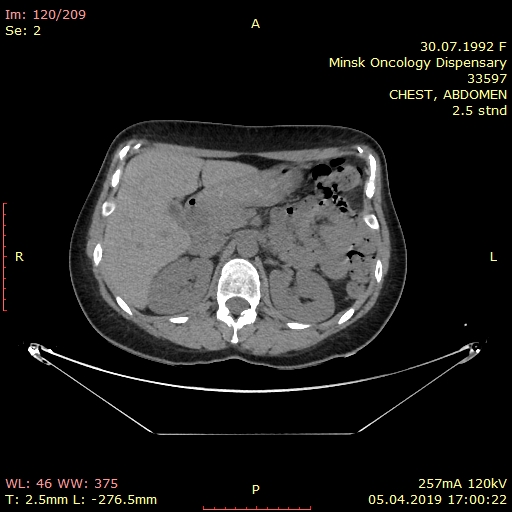 Im: 120/209
Se: 2
A
30.07.1992 F
Minsk Oncology Dispensary
33597
CHEST, ABDOMEN
2.5 stnd
R
L
WL: 46 WW: 375
T: 2.5mm L: -276.5mm
P
257mA 120kV
05.04.2019 17:00:22